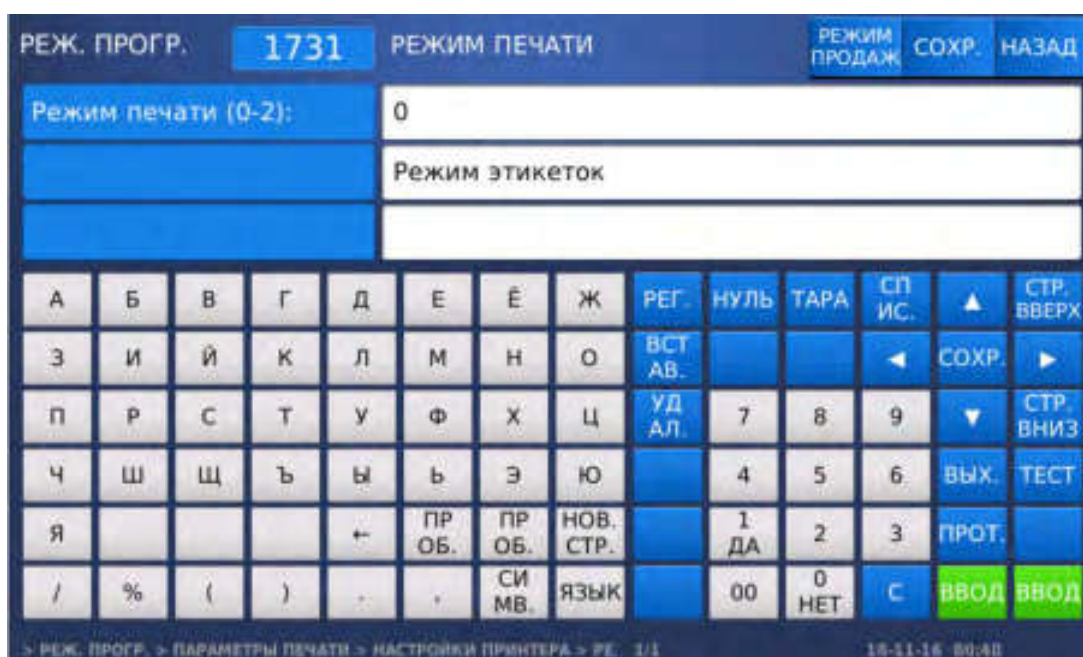 РЕЖ. ПРОГР. 1731 РЕЖИМ ПЕЧАТИ РЕЖИМ ПРОДАЖ СОХР. НАЗАД
Режим печати (0-2): 0
Режим этикеток
А Б В Г Д Е Ё Ж РЕГ. НУЛЬ ТАРА СП ИС. ▲ СТР. ВВЕРХ
З И Й К Л М Н О ВСТ АВ. ◀ СОХР. ▶
П Р С Т У Ф Х Ц УД АЛ. 7 8 9 ▼ СТР. ВНИЗ
Ч Ш Щ Ъ Ы Ь Э Ю 4 5 6 ВЫХ. ТЕСТ
Я ← ПР ОБ. ПР ОБ. НОВ. СТР. 1 ДА 2 3 ПРОТ.
/ % ( ) . , СИ МВ. ЯЗЫК 00 0 НЕТ С ВВОД ВВОД
> РЕЖ. ПРОГР. > ПАРАМЕТРЫ ПЕЧАТИ > НАСТРОЙКИ ПРИНТЕРА > РЕ. 1/1